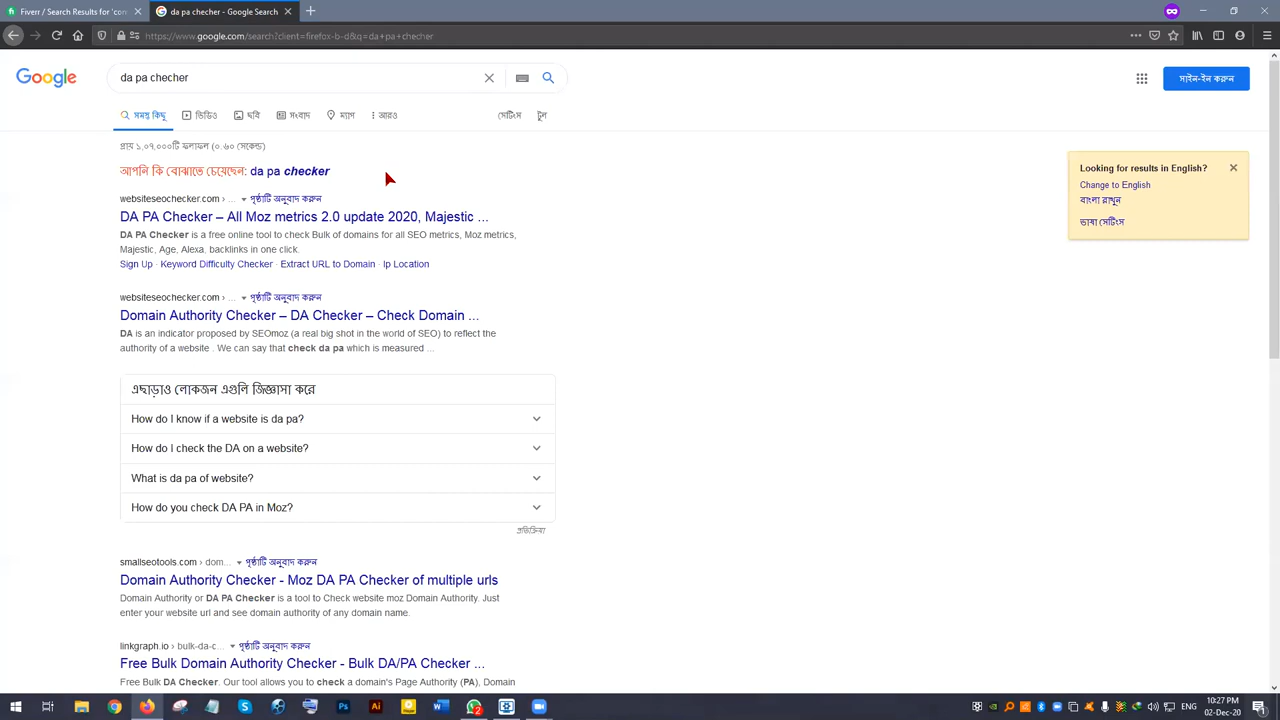 Fiverr / Search Results for 'con
da pa checher - Google Search
https://www.google.com/search?client=firefox-b-d&q=da+pa+checher
Google
da pa checher
সাইন-ইন করুন
সমস্ত কিছু ভিডিও ছবি সংবাদ ম্যাপ আরও সেটিংস টুল
প্রায় ১,০৭,০০০টি ফলাফল (০.৬০ সেকেন্ড)
আপনি কি বোঝাতে চেয়েছেন: da pa checker
Looking for results in English?
Change to English
বাংলা রাখুন
ভাষা সেটিংস
websiteseochecker.com › ... পৃষ্ঠাটি অনুবাদ করুন
DA PA Checker – All Moz metrics 2.0 update 2020, Majestic ...
DA PA Checker is a free online tool to check Bulk of domains for all SEO metrics, Moz metrics,
Majestic, Age, Alexa, backlinks in one click.
Sign Up · Keyword Difficulty Checker · Extract URL to Domain · Ip Location
websiteseochecker.com › ... পৃষ্ঠাটি অনুবাদ করুন
Domain Authority Checker – DA Checker – Check Domain ...
DA is an indicator proposed by SEOmoz (a real big shot in the world of SEO) to reflect the
authority of a website . We can say that check da pa which is measured ...
এছাড়াও লোকজন এগুলি জিজ্ঞাসা করে
How do I know if a website is da pa?
How do I check the DA on a website?
What is da pa of website?
How do you check DA PA in Moz?
প্রতিক্রিয়া
smallseotools.com › dom... পৃষ্ঠাটি অনুবাদ করুন
Domain Authority Checker - Moz DA PA Checker of multiple urls
Domain Authority or DA PA Checker is a tool to Check website moz Domain Authority. Just
enter your website url and see domain authority of any domain name.
linkgraph.io › bulk-da-c... পৃষ্ঠাটি অনুবাদ করুন
Free Bulk Domain Authority Checker - Bulk DA/PA Checker ...
Free Bulk DA Checker. Our tool allows you to check a domain's Page Authority (PA), Domain
ENG
10:27 PM
02-Dec-20